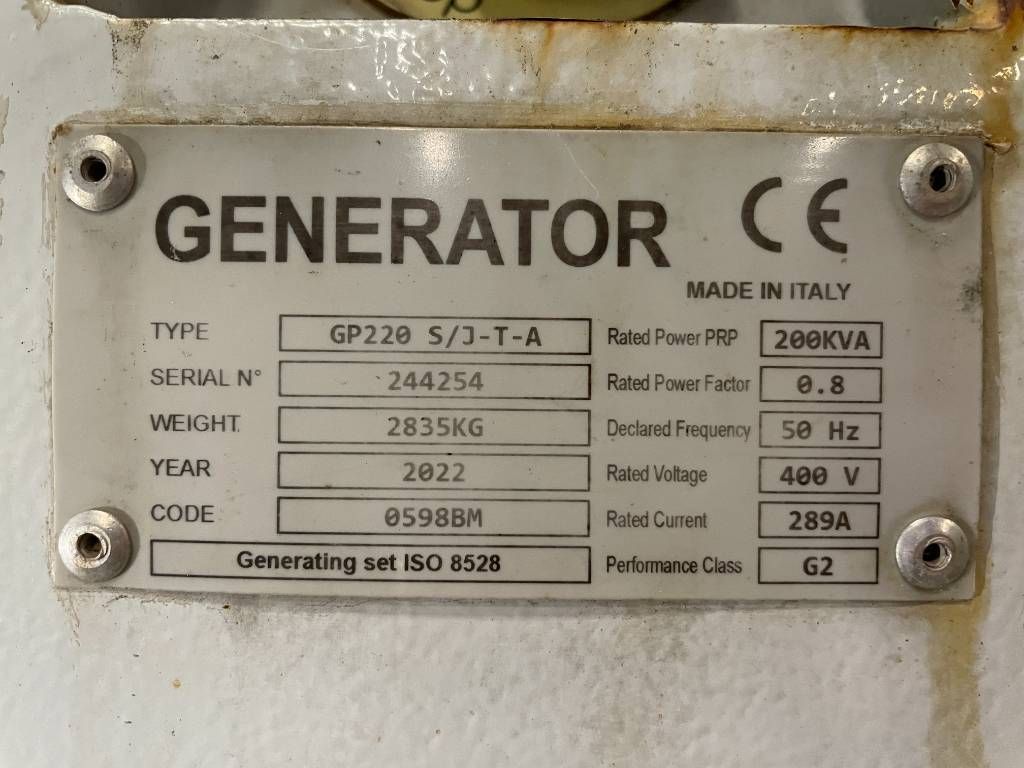 GENERATOR CE
MADE IN ITALY
TYPE GP220 S/J-T-A Rated Power PRP 200KVA
SERIAL N° 244254 Rated Power Factor 0.8
WEIGHT 2835KG Declared Frequency 50 Hz
YEAR 2022 Rated Voltage 400 V
CODE 0598BM Rated Current 289A
Generating set ISO 8528 Performance Class G2